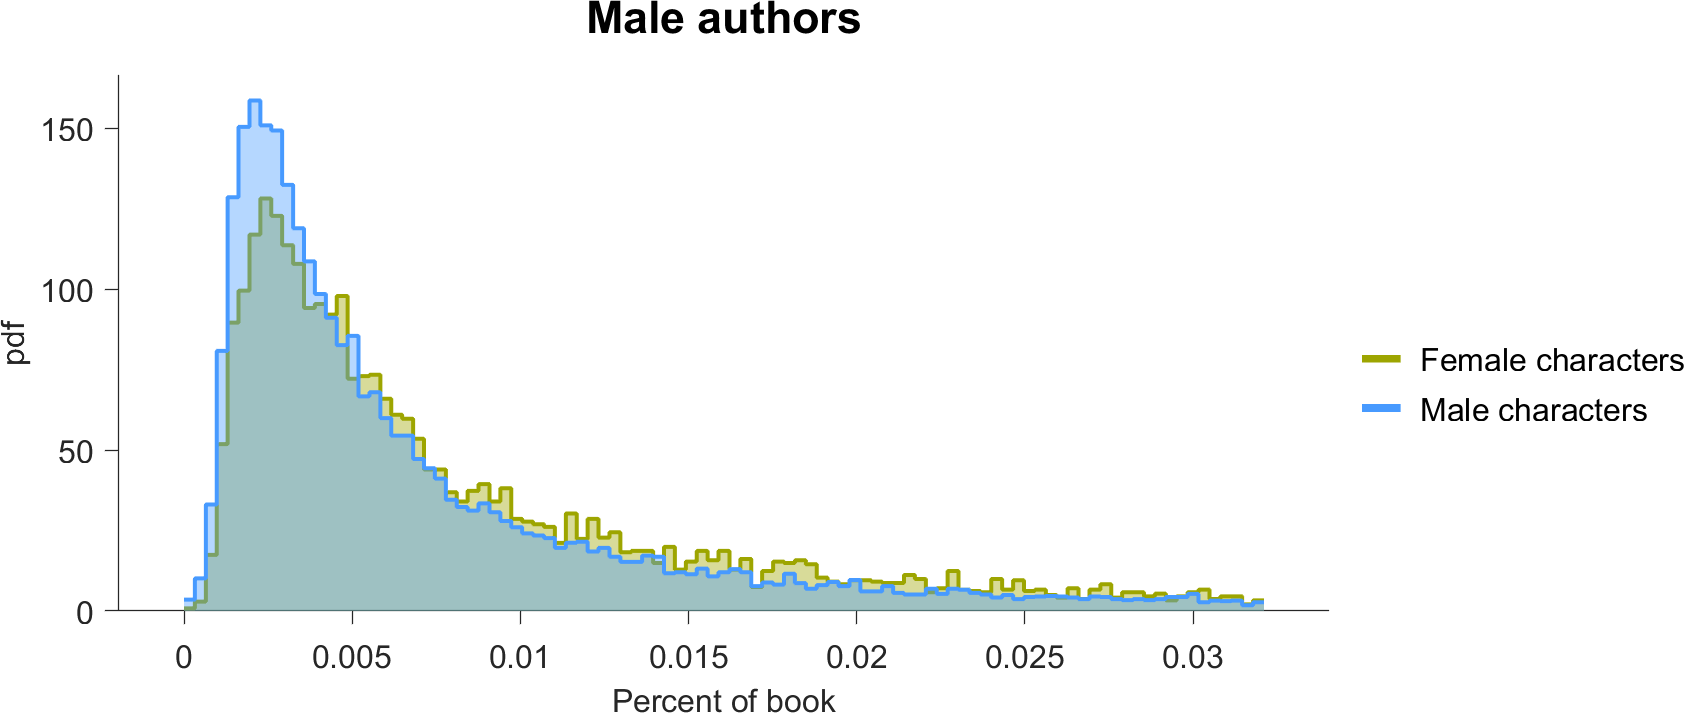 Male authors
150
100
50
0
pdf
0 0.005 0.01 0.015 0.02 0.025 0.03
Percent of book
Female characters
Male characters